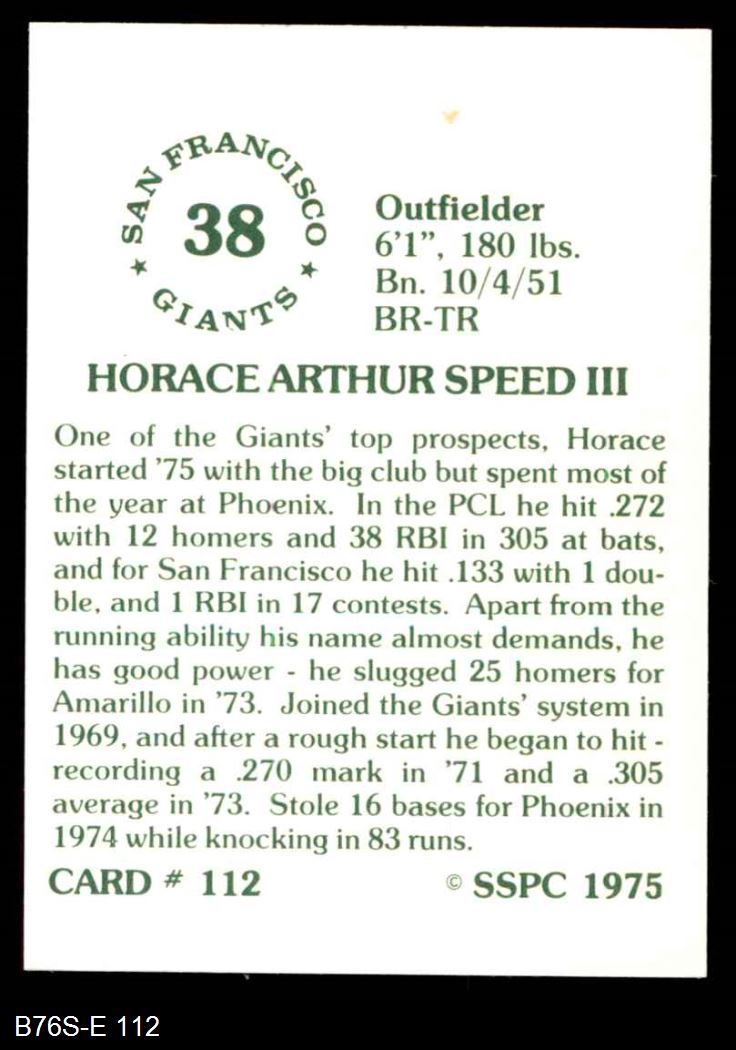 SAN FRANCISCO
38
★ GIANTS ★
Outfielder
6'1”, 180 lbs.
Bn. 10/4/51
BR-TR
HORACE ARTHUR SPEED III
One of the Giants’ top prospects, Horace
started ’75 with the big club but spent most of
the year at Phoenix. In the PCL he hit .272
with 12 homers and 38 RBI in 305 at bats,
and for San Francisco he hit .133 with 1 dou-
ble, and 1 RBI in 17 contests. Apart from the
running ability his name almost demands, he
has good power - he slugged 25 homers for
Amarillo in ’73. Joined the Giants’ system in
1969, and after a rough start he began to hit -
recording a .270 mark in ’71 and a .305
average in ’73. Stole 16 bases for Phoenix in
1974 while knocking in 83 runs.
CARD # 112
© SSPC 1975
B76S-E 112